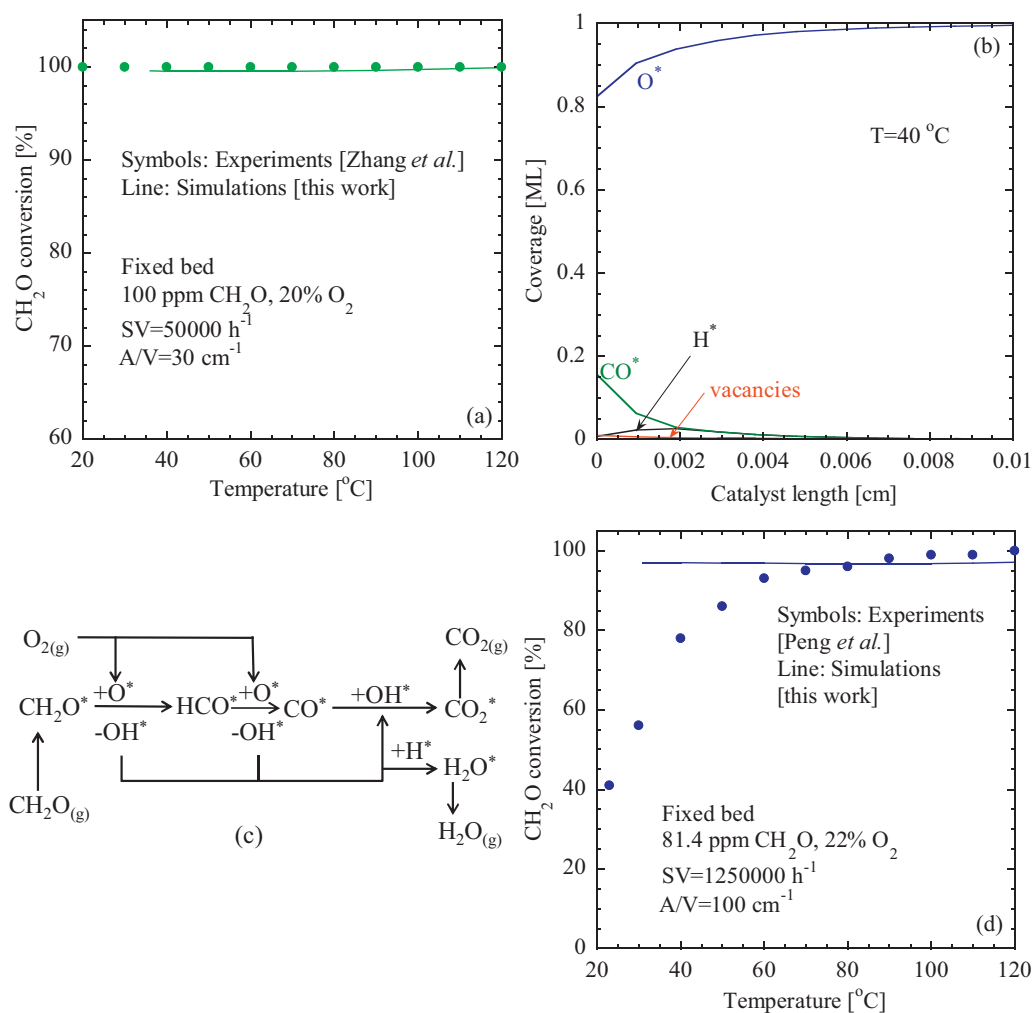 100
90
80
70
60
CH₂O conversion [%]
Symbols: Experiments [Zhang et al.]
Line: Simulations [this work]
Fixed bed
100 ppm CH₂O, 20% O₂
SV=50000 h⁻¹
A/V=30 cm⁻¹
(a)
20 40 60 80 100 120
Temperature [°C]
1
0.8
0.6
0.4
0.2
0
Coverage [ML]
(b)
O*
T=40 °C
H*
CO*
vacancies
0 0.002 0.004 0.006 0.008 0.01
Catalyst length [cm]
O₂(g) CO₂(g)
+O* +O* +OH*
CH₂O* HCO* CO* CO₂*
-OH* -OH*
+H* H₂O*
CH₂O(g) H₂O(g)
(c)
100
80
60
40
20
0
CH₂O conversion [%]
Symbols: Experiments
[Peng et al.]
Line: Simulations
[this work]
Fixed bed
81.4 ppm CH₂O, 22% O₂
SV=1250000 h⁻¹
A/V=100 cm⁻¹
(d)
20 40 60 80 100 120
Temperature [°C]